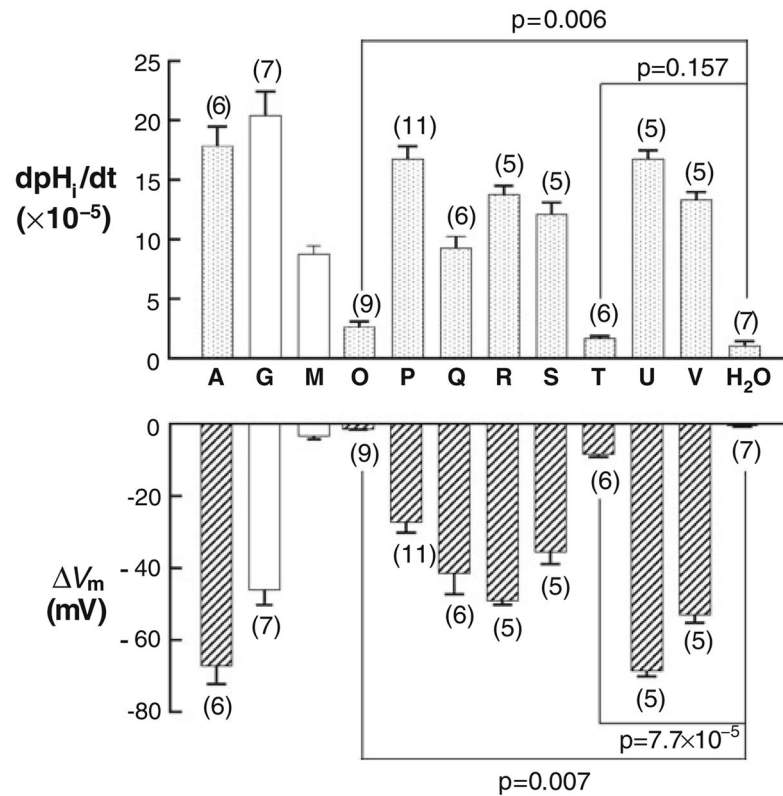 p=0.006
p=0.157
dpHi/dt
(×10⁻⁵)
25
20
15
10
5
0
(6) (7) (9) (11) (6) (5) (5) (6) (5) (5) (7)
A G M O P Q R S T U V H₂O
ΔVm
(mV)
0
-20
-40
-60
-80
(6) (7) (9) (11) (6) (5) (5) (6) (5) (5) (7)
p=7.7×10⁻⁵
p=0.007